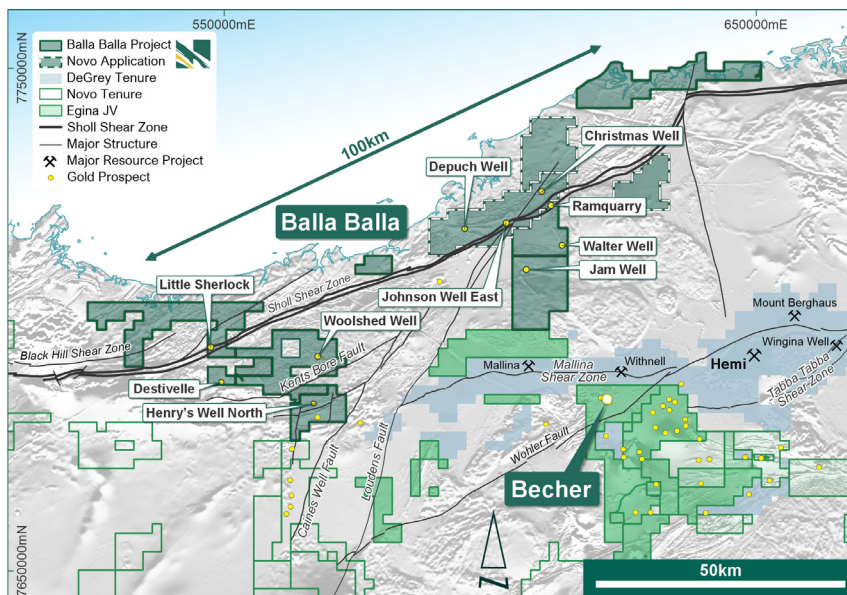 550000mE
650000mE
7750000mN
7650000mN
Balla Balla Project
Novo Application
DeGrey Tenure
Novo Tenure
Egina JV
Sholl Shear Zone
Major Structure
Major Resource Project
Gold Prospect
100km
Christmas Well
Depuch Well
Ramquarry
Balla Balla
Walter Well
Jam Well
Little Sherlock
Sholl Shear Zone
Johnson Well East
Woolshed Well
Mount Berghaus
Black Hill Shear Zone
Kents Bore Fault
Mallina
Mallina
Shear Zone
Withnell
Hemi
Wingina Well
Tabba Tabba
Shear Zone
Destivelle
Henry's Well North
Caines Well Fault
Loudens Fault
Wohler Fault
Becher
N
50km